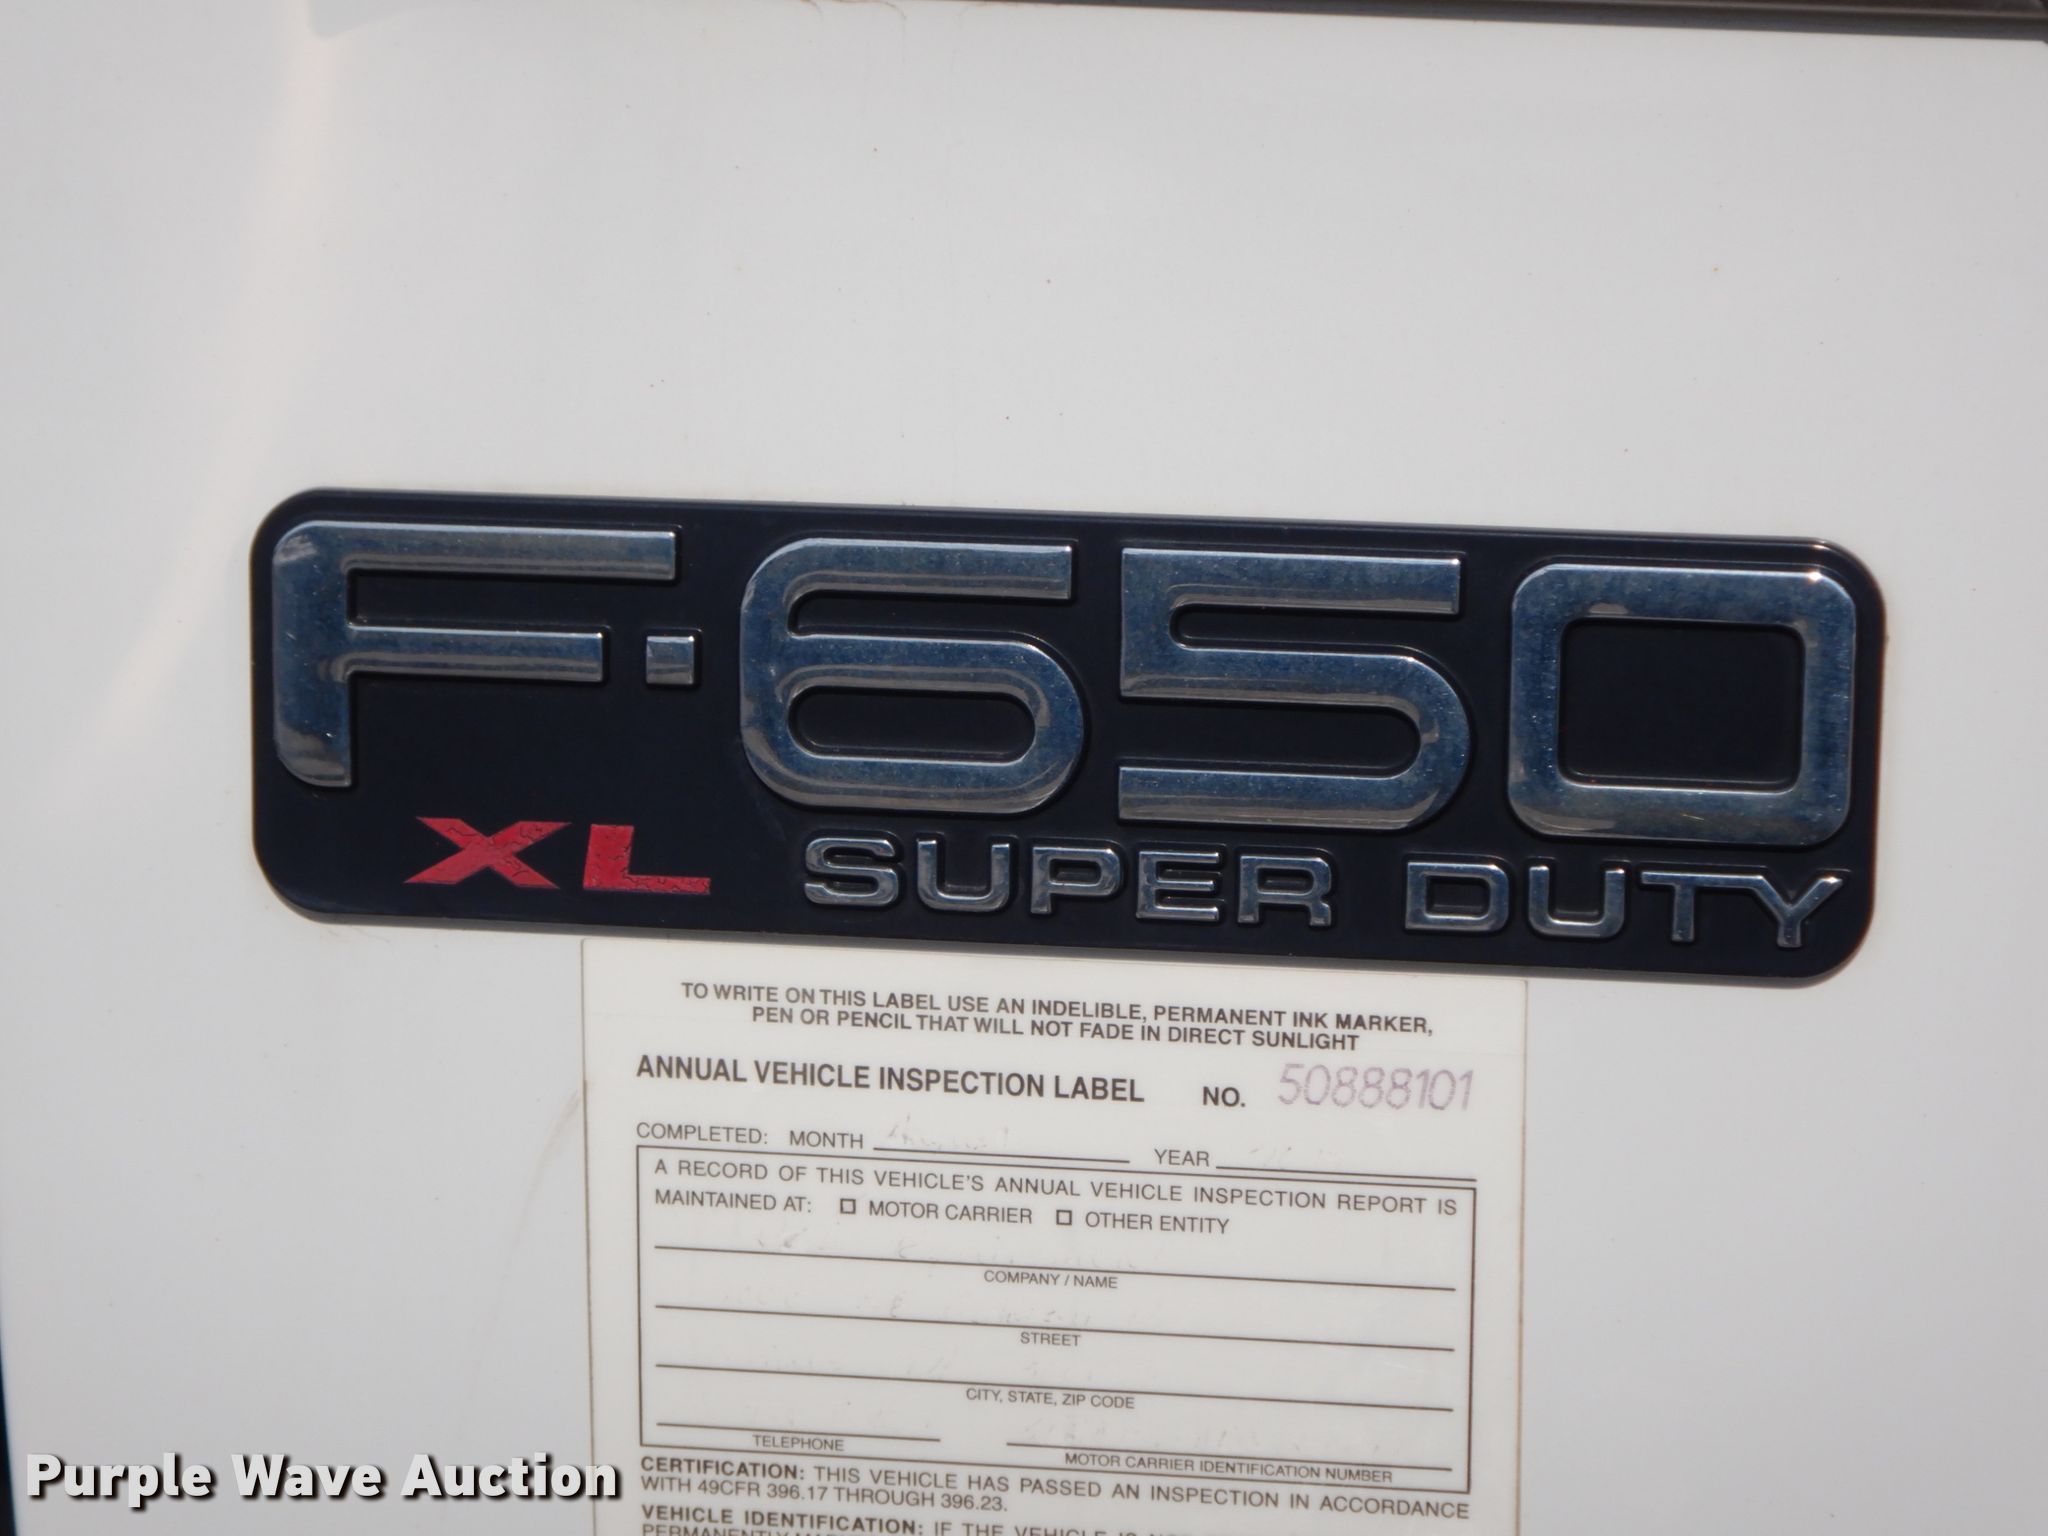 F-650
XL SUPER DUTY
TO WRITE ON THIS LABEL USE AN INDELIBLE, PERMANENT INK MARKER,
PEN OR PENCIL THAT WILL NOT FADE IN DIRECT SUNLIGHT
ANNUAL VEHICLE INSPECTION LABEL NO. 50888101
COMPLETED: MONTH August YEAR
A RECORD OF THIS VEHICLE'S ANNUAL VEHICLE INSPECTION REPORT IS
MAINTAINED AT: MOTOR CARRIER OTHER ENTITY
COMPANY / NAME
STREET
CITY, STATE, ZIP CODE
TELEPHONE MOTOR CARRIER IDENTIFICATION NUMBER
CERTIFICATION: THIS VEHICLE HAS PASSED AN INSPECTION IN ACCORDANCE
WITH 49CFR 396.17 THROUGH 396.23.
VEHICLE IDENTIFICATION: IF THE VEHICLE IS
PERMANENTLY
Purple Wave Auction